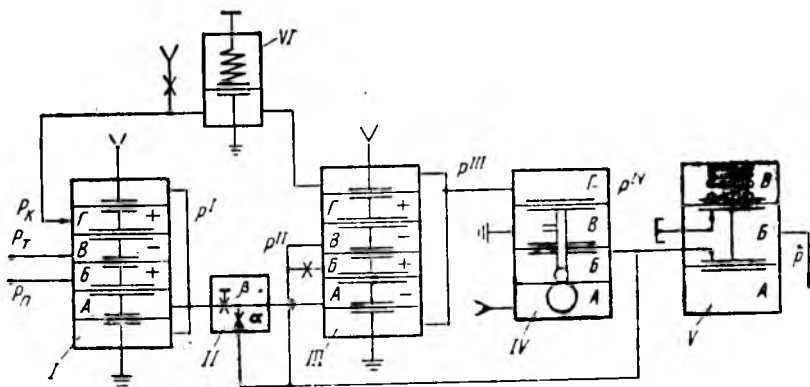 VI
P_К
P_Т
P_П
Г +
В -
Б +
А -
I
p^I
β
α
II
p^II
Г +
В -
Б +
А -
III
p^III
Г
В
Б
А
IV
p^IV
В
Б
А
V
p